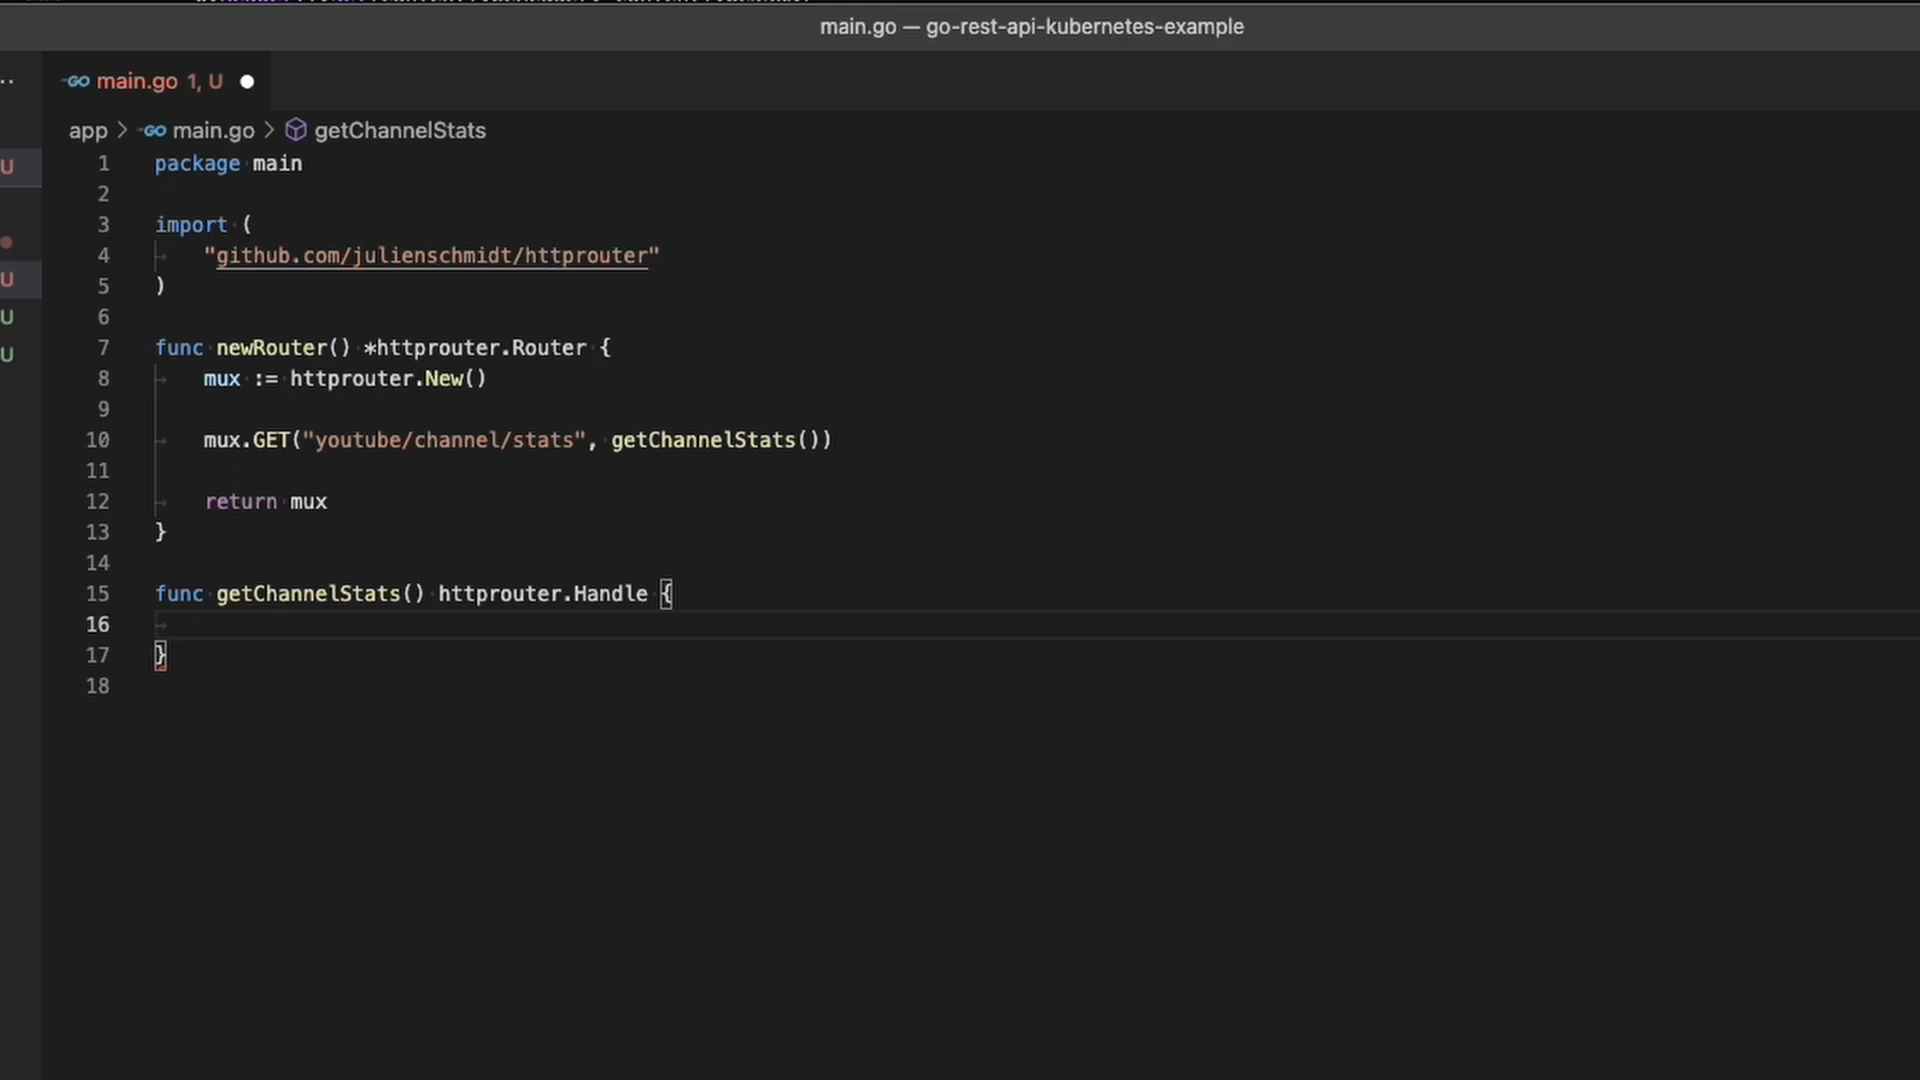 main.go — go-rest-api-kubernetes-example
main.go 1, U
app > main.go > getChannelStats
1 package main
2
3 import (
4 "github.com/julienschmidt/httprouter"
5 )
6
7 func newRouter() *httprouter.Router {
8 mux := httprouter.New()
9
10 mux.GET("youtube/channel/stats", getChannelStats())
11
12 return mux
13 }
14
15 func getChannelStats() httprouter.Handle {
16
17 }
18
U
U
U
U